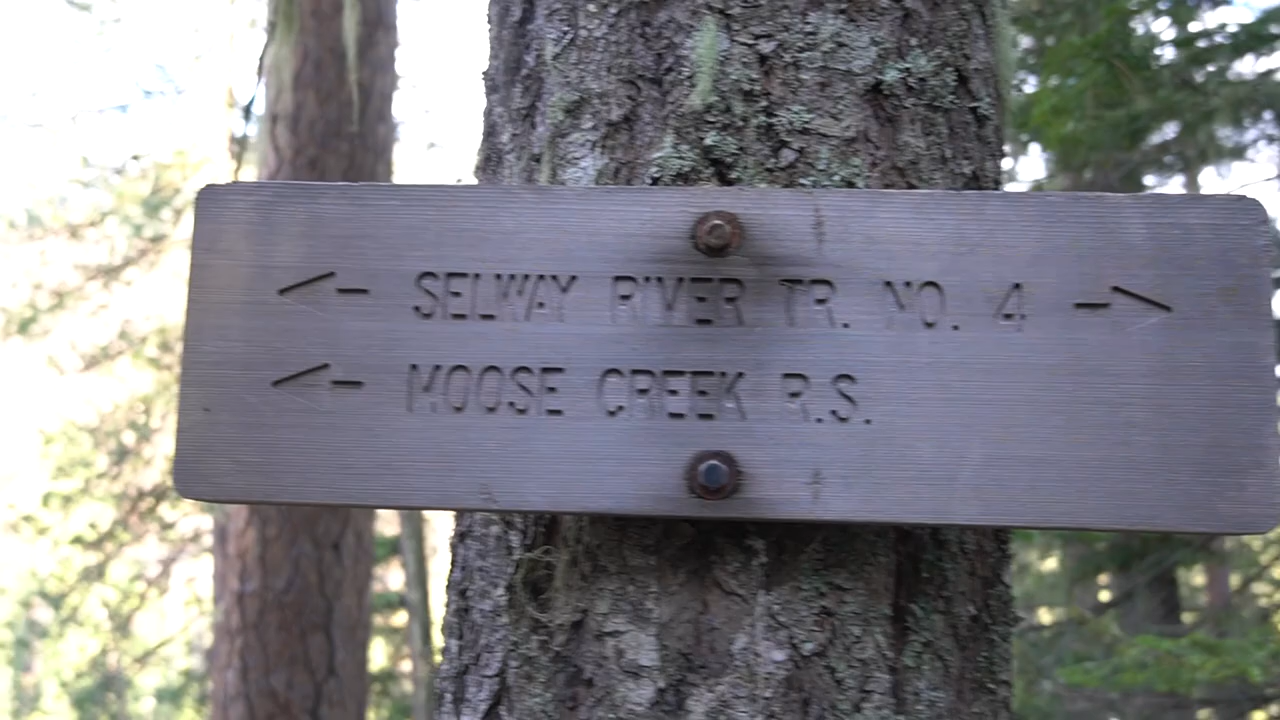 <- SELWAY RIVER TR. NO. 4 ->
<- MOOSE CREEK R.S.